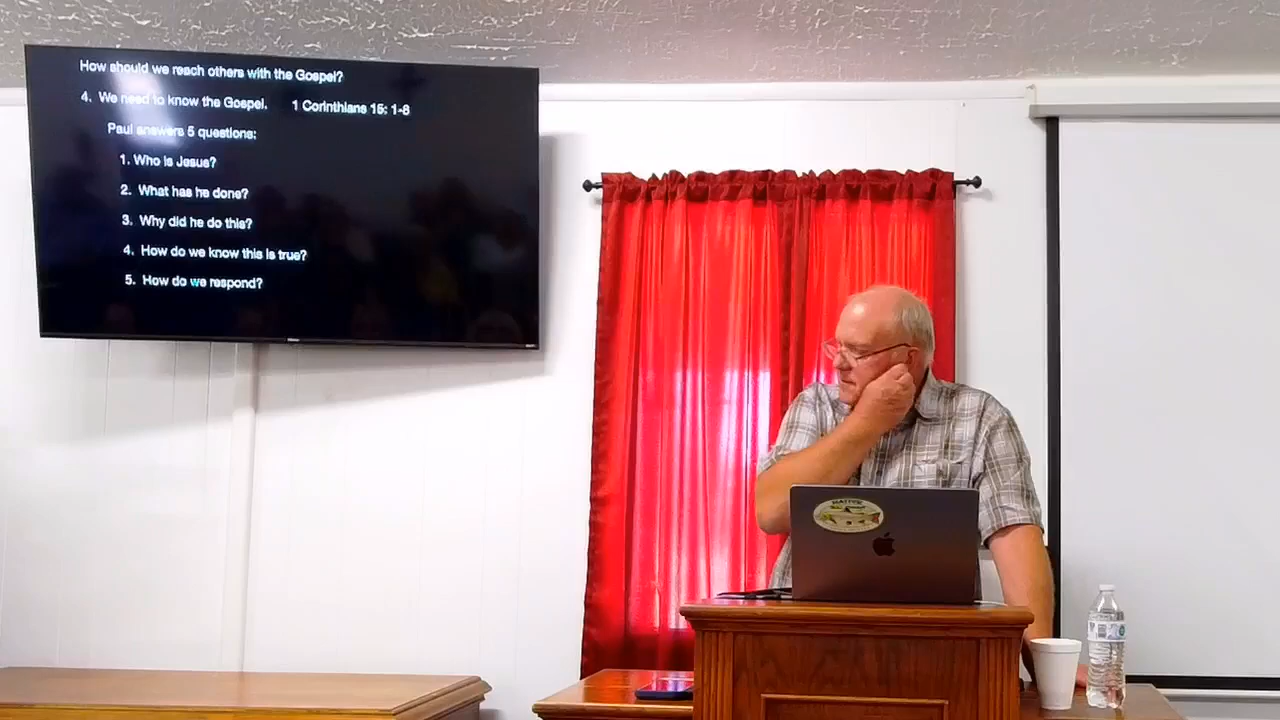 How should we reach others with the Gospel?
4. We need to know the Gospel. 1 Corinthians 15: 1-8
Paul answers 5 questions:
1. Who is Jesus?
2. What has he done?
3. Why did he do this?
4. How do we know this is true?
5. How do we respond?
NATIVE